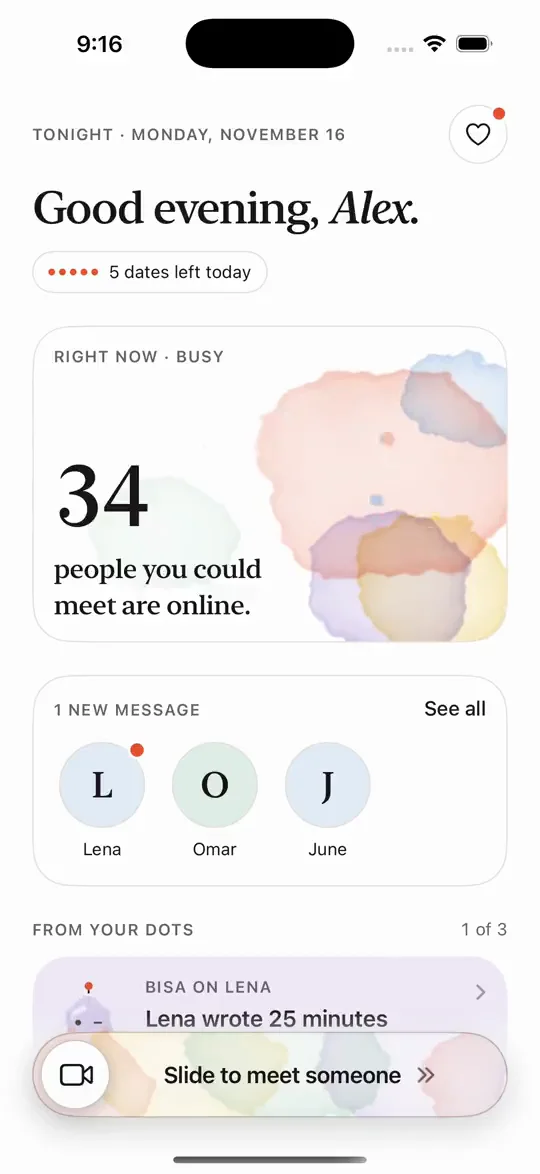 9:16
TONIGHT · MONDAY, NOVEMBER 16
Good evening, Alex.
5 dates left today
RIGHT NOW · BUSY
34
people you could
meet are online.
1 NEW MESSAGE
See all
L
O
J
Lena
Omar
June
FROM YOUR DOTS
1 of 3
BISA ON LENA
Lena wrote 25 minutes
Slide to meet someone